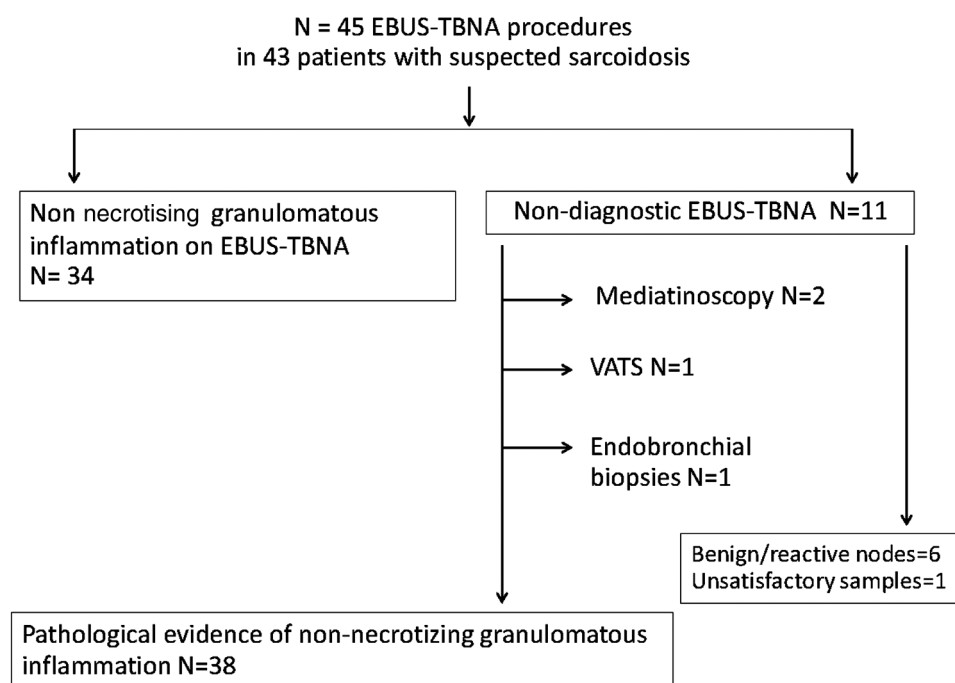 N = 45 EBUS-TBNA procedures
in 43 patients with suspected sarcoidosis
Non necrotising granulomatous
inflammation on EBUS-TBNA
N= 34
Non-diagnostic EBUS-TBNA N=11
Mediatinoscopy N=2
VATS N=1
Endobronchial
biopsies N=1
Benign/reactive nodes=6
Unsatisfactory samples=1
Pathological evidence of non-necrotizing granulomatous
inflammation N=38